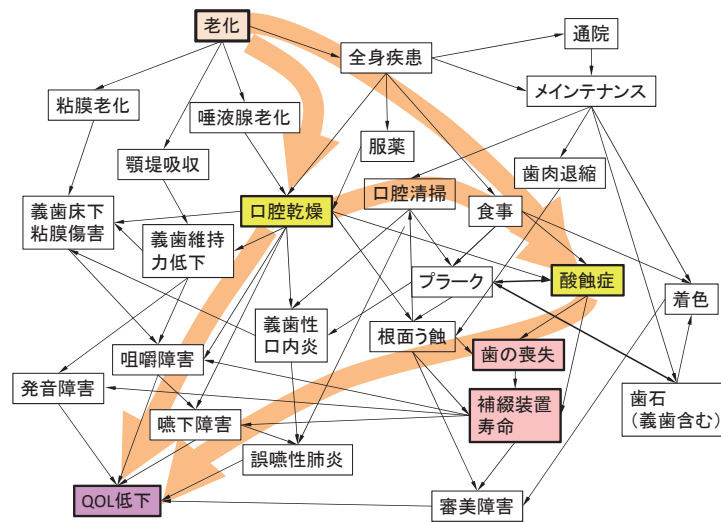 老化
全身疾患
通院
粘膜老化
唾液腺老化
メインテナンス
顎堤吸収
服薬
歯肉退縮
義歯床下
粘膜傷害
口腔乾燥
口腔清掃
食事
義歯維持
力低下
プラーク
酸蝕症
着色
義歯性
口内炎
根面う蝕
咀嚼障害
歯の喪失
発音障害
補綴装置
寿命
歯石
(義歯含む)
嚥下障害
誤嚥性肺炎
QOL低下
審美障害